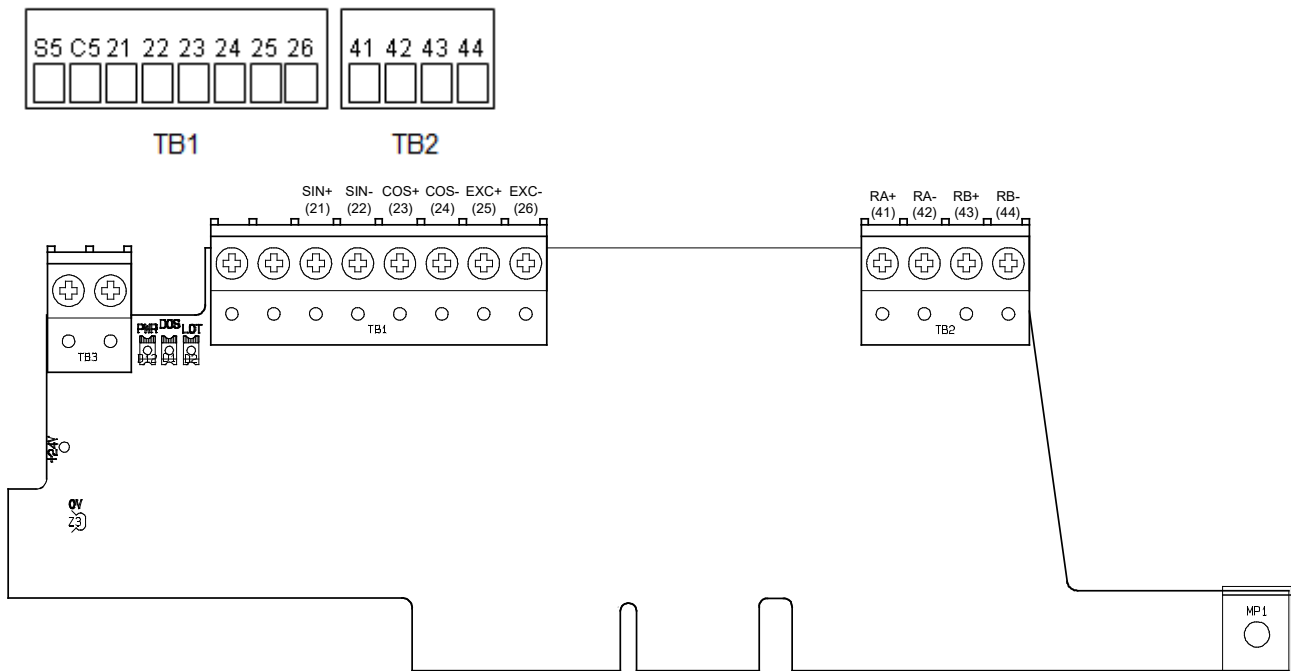 S5 C5 21 22 23 24 25 26
41 42 43 44
TB1
TB2
SIN+ SIN- COS+ COS- EXC+ EXC-
(21) (22) (23) (24) (25) (26)
RA+ RA- RB+ RB-
(41) (42) (43) (44)
TB1
TB2
TB3
PWR DOS LOT
+24V
0V
Z3
MP1